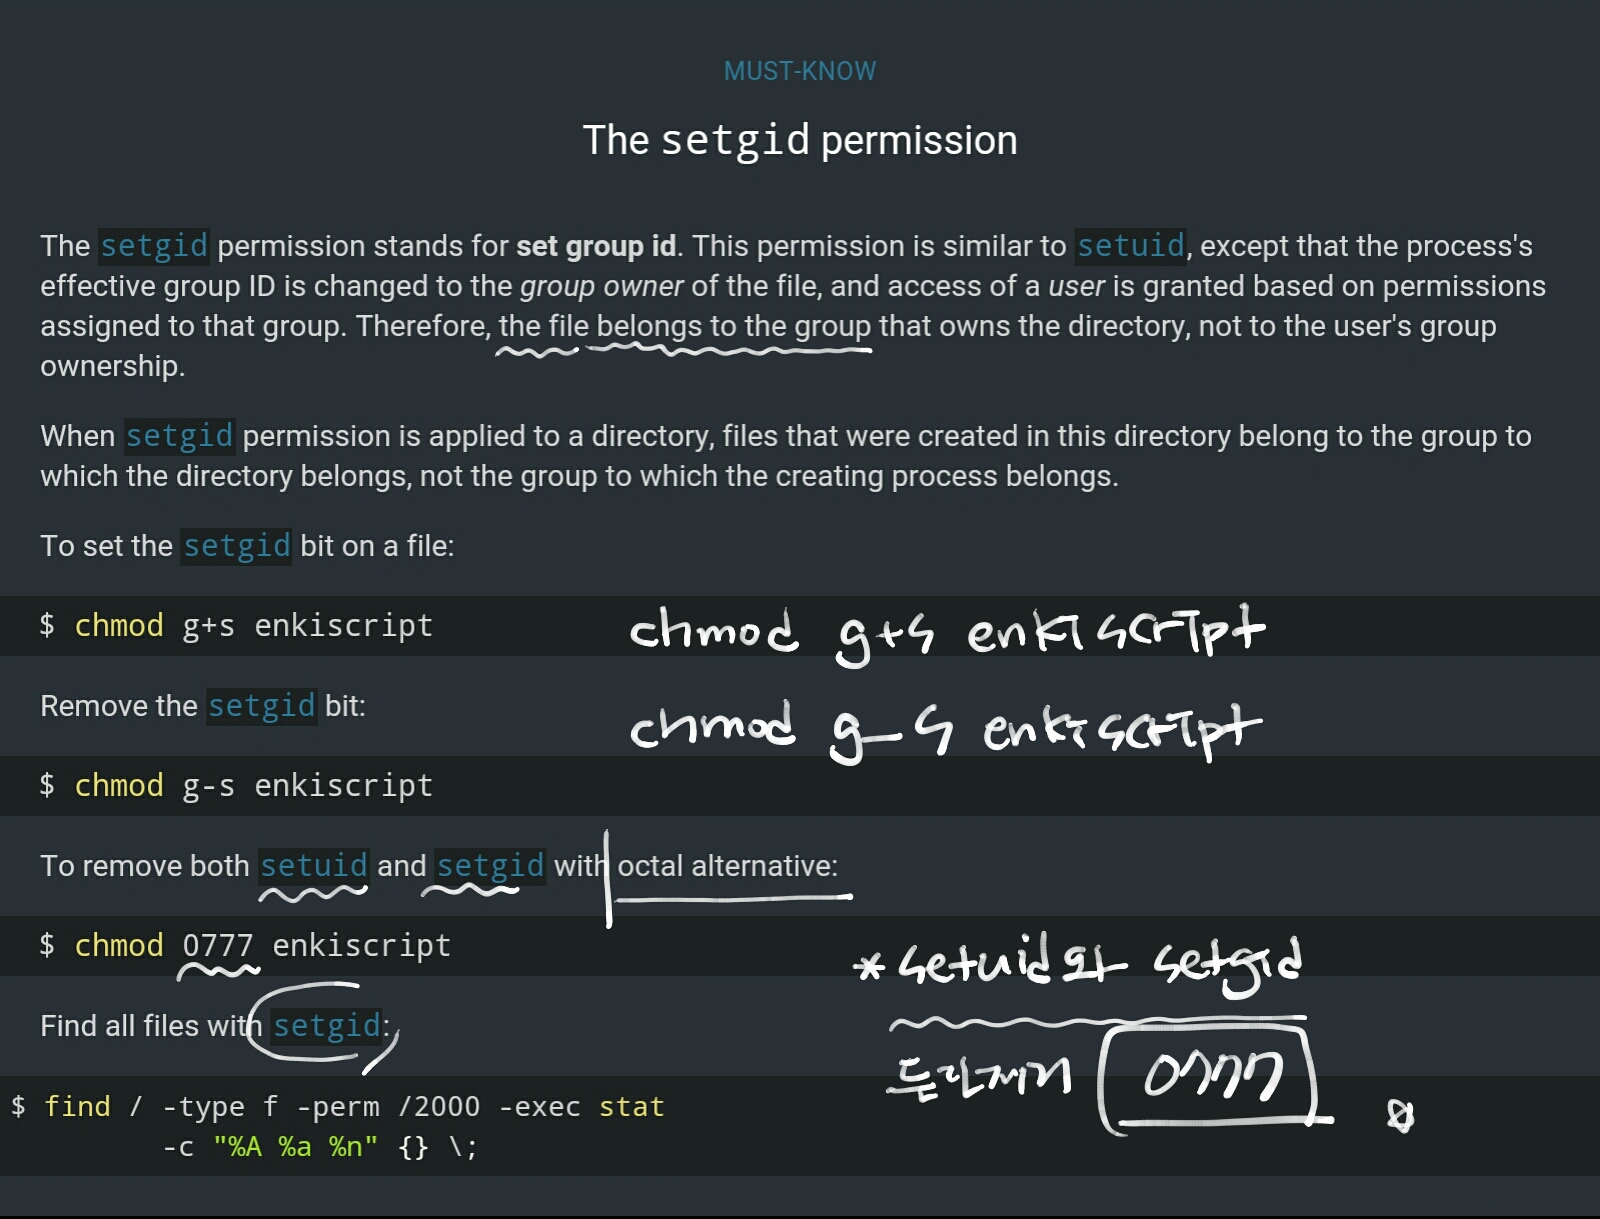 MUST-KNOW
The setgid permission
The setgid permission stands for set group id. This permission is similar to setuid, except that the process's
effective group ID is changed to the group owner of the file, and access of a user is granted based on permissions
assigned to that group. Therefore, the file belongs to the group that owns the directory, not to the user's group
ownership.
When setgid permission is applied to a directory, files that were created in this directory belong to the group to
which the directory belongs, not the group to which the creating process belongs.
To set the setgid bit on a file:
$ chmod g+s enkiscript
chmod g+s enkiscript
Remove the setgid bit:
chmod g-s enkiscript
$ chmod g-s enkiscript
To remove both setuid and setgid with octal alternative:
$ chmod 0777 enkiscript
*setuid와 setgid
Find all files with setgid:
둘다제거 0777
$ find / -type f -perm /2000 -exec stat
-c "%A %a %n" {} \;